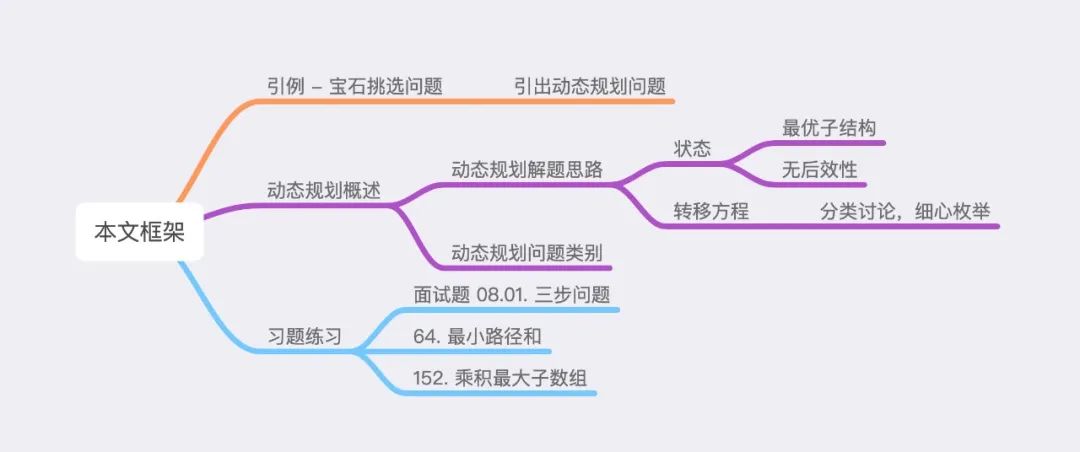 本文框架
引例 – 宝石挑选问题
引出动态规划问题
动态规划概述
动态规划解题思路
状态
最优子结构
无后效性
转移方程
分类讨论，细心枚举
动态规划问题类别
习题练习
面试题 08.01. 三步问题
64. 最小路径和
152. 乘积最大子数组